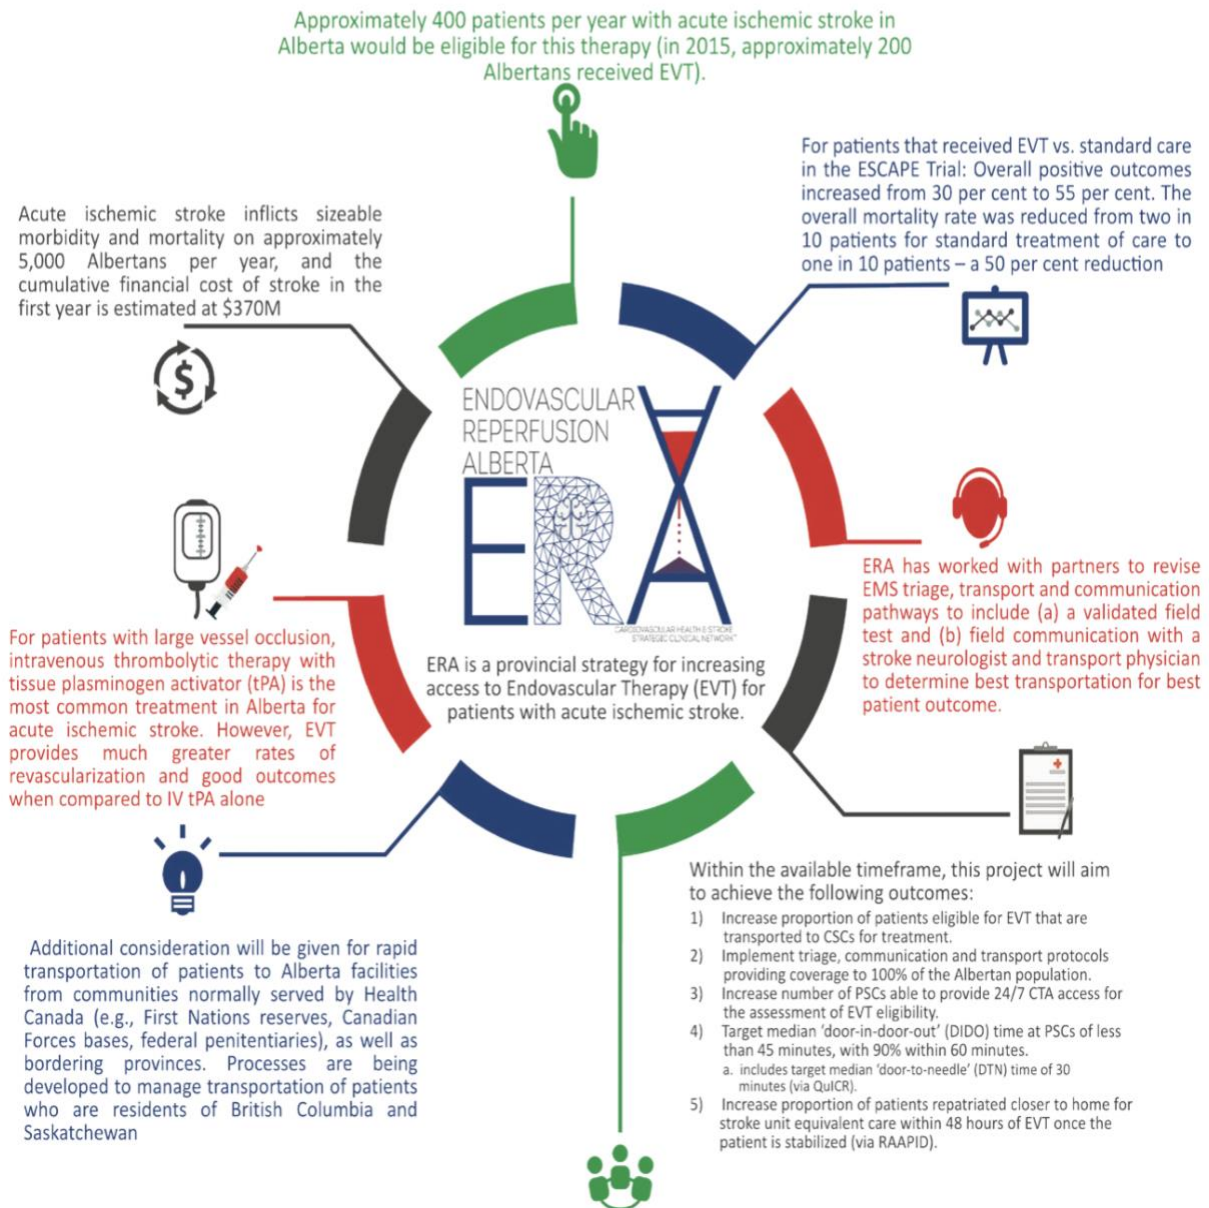 Approximately 400 patients per year with acute ischemic stroke in
Alberta would be eligible for this therapy (in 2015, approximately 200
Albertans received EVT).
For patients that received EVT vs. standard care
in the ESCAPE Trial: Overall positive outcomes
increased from 30 per cent to 55 per cent. The
overall mortality rate was reduced from two in
10 patients for standard treatment of care to
one in 10 patients – a 50 per cent reduction
Acute ischemic stroke inflicts sizeable
morbidity and mortality on approximately
5,000 Albertans per year, and the
cumulative financial cost of stroke in the
first year is estimated at $370M
$
ENDOVASCULAR
REPERFUSION
ALBERTA
ERA
CARDIOVASCULAR HEALTH & STROKE
STRATEGIC CLINICAL NETWORK™
ERA is a provincial strategy for increasing
access to Endovascular Therapy (EVT) for
patients with acute ischemic stroke.
ERA has worked with partners to revise
EMS triage, transport and communication
pathways to include (a) a validated field
test and (b) field communication with a
stroke neurologist and transport physician
to determine best transportation for best
patient outcome.
For patients with large vessel occlusion,
intravenous thrombolytic therapy with
tissue plasminogen activator (tPA) is the
most common treatment in Alberta for
acute ischemic stroke. However, EVT
provides much greater rates of
revascularization and good outcomes
when compared to IV tPA alone
Within the available timeframe, this project will aim
to achieve the following outcomes:
1) Increase proportion of patients eligible for EVT that are
transported to CSCs for treatment.
2) Implement triage, communication and transport protocols
providing coverage to 100% of the Albertan population.
3) Increase number of PSCs able to provide 24/7 CTA access for
the assessment of EVT eligibility.
4) Target median 'door-in-door-out' (DIDO) time at PSCs of less
than 45 minutes, with 90% within 60 minutes.
a. includes target median 'door-to-needle' (DTN) time of 30
minutes (via QuICR).
5) Increase proportion of patients repatriated closer to home for
stroke unit equivalent care within 48 hours of EVT once the
patient is stabilized (via RAAPID).
Additional consideration will be given for rapid
transportation of patients to Alberta facilities
from communities normally served by Health
Canada (e.g., First Nations reserves, Canadian
Forces bases, federal penitentiaries), as well as
bordering provinces. Processes are being
developed to manage transportation of patients
who are residents of British Columbia and
Saskatchewan